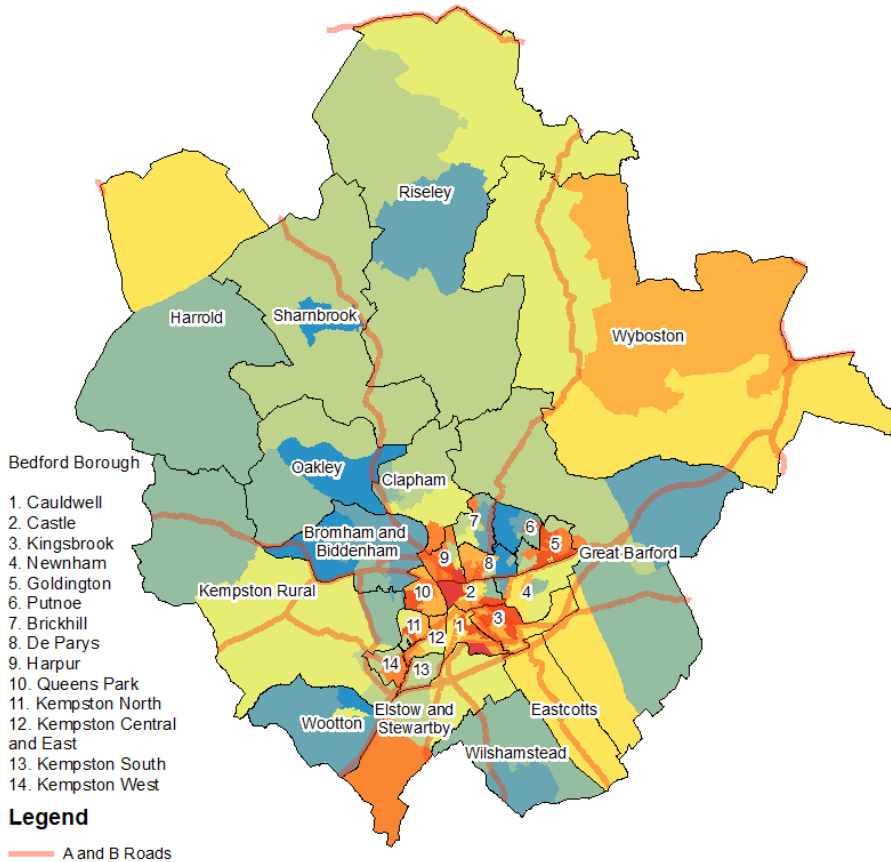 Riseley
Harrold
Sharnbrook
Wyboston
Bedford Borough
Oakley
Clapham
1. Cauldwell
2. Castle
3. Kingsbrook
4. Newnham
5. Goldington
6. Putnoe
7. Brickhill
8. De Parys
9. Harpur
10. Queens Park
11. Kempston North
12. Kempston Central
and East
13. Kempston South
14. Kempston West
7
6
5
Bromham and
Biddenham
Great Barford
9
8
Kempston Rural
10
2
4
11
12
1
3
14
13
Wootton
Elstow and
Stewartby
Eastcotts
Wilshamstead
Legend
A and B Roads